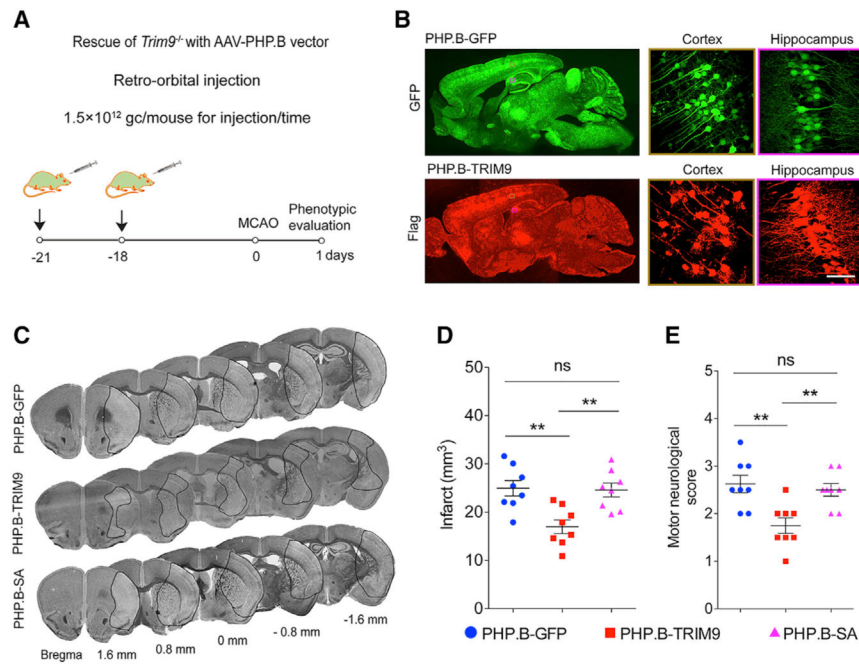 A
Rescue of Trim9-/- with AAV-PHP.B vector
Retro-orbital injection
1.5×10¹² gc/mouse for injection/time
MCAO
Phenotypic
evaluation
-21
-18
0
1 days
B
PHP.B-GFP
Cortex
Hippocampus
GFP
PHP.B-TRIM9
Cortex
Hippocampus
Flag
C
PHP.B-GFP
PHP.B-TRIM9
PHP.B-SA
Bregma
1.6 mm
0.8 mm
0 mm
- 0.8 mm
-1.6 mm
D
50
40
30
20
10
0
Infarct (mm³)
ns
**
**
E
5
4
3
2
1
0
Motor neurological
score
ns
**
**
PHP.B-GFP
PHP.B-TRIM9
PHP.B-SA